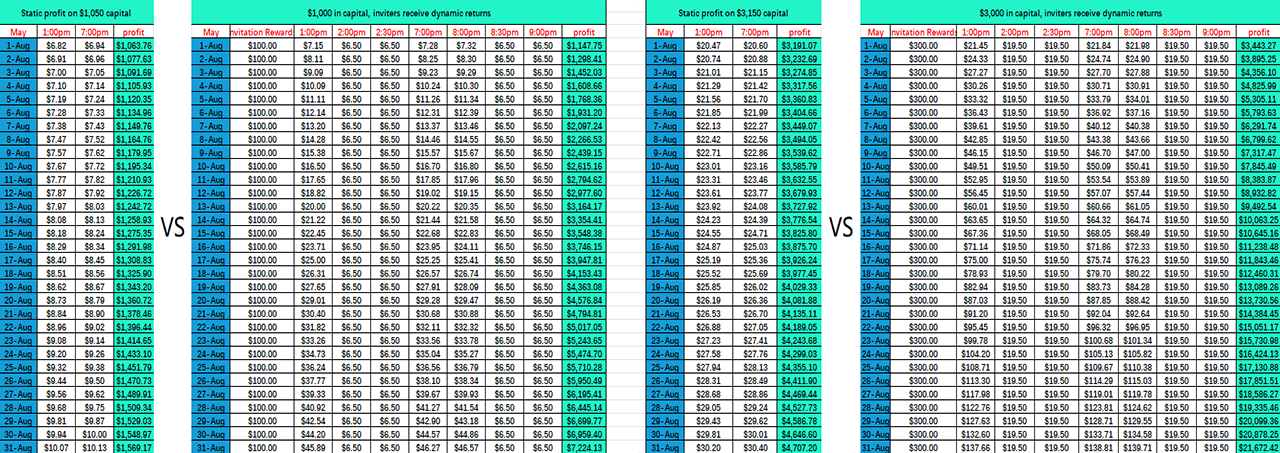 Static profit on $1,050 capital $1,000 in capital, inviters receive dynamic returns Static profit on $3,150 capital $3,000 in capital, inviters receive dynamic returns
May 1:00pm 7:00pm profit May nvitation Reward 1:00pm 2:00pm 2:30pm 7:00pm 8:00pm 8:30pm 9:00pm profit May 1:00pm 7:00pm profit May nvitation Reward 1:00pm 2:00pm 2:30pm 7:00pm 8:00pm 8:30pm 9:00pm profit
1-Aug $6.82 $6.94 $1,063.76 1-Aug $100.00 $7.15 $6.50 $6.50 $7.28 $7.32 $6.50 $6.50 $1,147.75 1-Aug $20.47 $20.60 $3,191.07 1-Aug $300.00 $21.45 $19.50 $19.50 $21.84 $21.98 $19.50 $19.50 $3,443.27
2-Aug $6.91 $6.96 $1,077.63 2-Aug $100.00 $8.11 $6.50 $6.50 $8.25 $8.30 $6.50 $6.50 $1,298.41 2-Aug $20.74 $20.88 $3,232.69 2-Aug $300.00 $24.33 $19.50 $19.50 $24.74 $24.90 $19.50 $19.50 $3,895.25
3-Aug $7.00 $7.05 $1,091.69 3-Aug $100.00 $9.09 $6.50 $6.50 $9.23 $9.29 $6.50 $6.50 $1,452.03 3-Aug $21.01 $21.15 $3,274.85 3-Aug $300.00 $27.27 $19.50 $19.50 $27.70 $27.88 $19.50 $19.50 $4,356.10
4-Aug $7.10 $7.14 $1,105.93 4-Aug $100.00 $10.09 $6.50 $6.50 $10.24 $10.30 $6.50 $6.50 $1,608.66 4-Aug $21.29 $21.42 $3,317.56 4-Aug $300.00 $30.26 $19.50 $19.50 $30.71 $30.91 $19.50 $19.50 $4,825.99
5-Aug $7.19 $7.24 $1,120.35 5-Aug $100.00 $11.11 $6.50 $6.50 $11.26 $11.34 $6.50 $6.50 $1,768.36 5-Aug $21.56 $21.70 $3,360.83 5-Aug $300.00 $33.32 $19.50 $19.50 $33.79 $34.01 $19.50 $19.50 $5,305.11
6-Aug $7.28 $7.33 $1,134.96 6-Aug $100.00 $12.14 $6.50 $6.50 $12.31 $12.39 $6.50 $6.50 $1,931.20 6-Aug $21.85 $21.99 $3,404.66 6-Aug $300.00 $36.43 $19.50 $19.50 $36.92 $37.16 $19.50 $19.50 $5,793.63
7-Aug $7.38 $7.43 $1,149.76 7-Aug $100.00 $13.20 $6.50 $6.50 $13.37 $13.46 $6.50 $6.50 $2,097.24 7-Aug $22.13 $22.27 $3,449.07 7-Aug $300.00 $39.61 $19.50 $19.50 $40.12 $40.38 $19.50 $19.50 $6,291.74
8-Aug $7.47 $7.52 $1,164.76 8-Aug $100.00 $14.28 $6.50 $6.50 $14.46 $14.55 $6.50 $6.50 $2,266.53 8-Aug $22.42 $22.56 $3,494.05 8-Aug $300.00 $42.85 $19.50 $19.50 $43.38 $43.66 $19.50 $19.50 $6,799.62
9-Aug $7.57 $7.62 $1,179.95 9-Aug $100.00 $15.38 $6.50 $6.50 $15.57 $15.67 $6.50 $6.50 $2,439.15 9-Aug $22.71 $22.86 $3,539.62 9-Aug $300.00 $46.15 $19.50 $19.50 $46.70 $47.00 $19.50 $19.50 $7,317.47
10-Aug $7.67 $7.72 $1,195.34 10-Aug $100.00 $16.50 $6.50 $6.50 $16.70 $16.80 $6.50 $6.50 $2,615.16 10-Aug $23.01 $23.16 $3,585.79 10-Aug $300.00 $49.51 $19.50 $19.50 $50.09 $50.41 $19.50 $19.50 $7,845.49
11-Aug $7.77 $7.82 $1,210.93 11-Aug $100.00 $17.65 $6.50 $6.50 $17.85 $17.96 $6.50 $6.50 $2,794.62 11-Aug $23.31 $23.46 $3,632.55 11-Aug $300.00 $52.95 $19.50 $19.50 $53.54 $53.89 $19.50 $19.50 $8,383.87
12-Aug $7.87 $7.92 $1,226.72 12-Aug $100.00 $18.82 $6.50 $6.50 $19.02 $19.15 $6.50 $6.50 $2,977.60 12-Aug $23.61 $23.77 $3,679.93 12-Aug $300.00 $56.45 $19.50 $19.50 $57.07 $57.44 $19.50 $19.50 $8,932.82
13-Aug $7.97 $8.03 $1,242.72 13-Aug $100.00 $20.00 $6.50 $6.50 $20.22 $20.35 $6.50 $6.50 $3,164.17 13-Aug $23.92 $24.08 $3,727.92 13-Aug $300.00 $60.01 $19.50 $19.50 $60.66 $61.05 $19.50 $19.50 $9,492.54
14-Aug $8.08 $8.13 $1,258.93 14-Aug $100.00 $21.22 $6.50 $6.50 $21.44 $21.58 $6.50 $6.50 $3,354.41 14-Aug $24.23 $24.39 $3,776.54 14-Aug $300.00 $63.65 $19.50 $19.50 $64.32 $64.74 $19.50 $19.50 $10,063.25
VS VS
15-Aug $8.18 $8.24 $1,275.35 15-Aug $100.00 $22.45 $6.50 $6.50 $22.68 $22.83 $6.50 $6.50 $3,548.38 15-Aug $24.55 $24.71 $3,825.80 15-Aug $300.00 $67.36 $19.50 $19.50 $68.05 $68.49 $19.50 $19.50 $10,645.16
16-Aug $8.29 $8.34 $1,291.98 16-Aug $100.00 $23.71 $6.50 $6.50 $23.95 $24.11 $6.50 $6.50 $3,746.15 16-Aug $24.87 $25.03 $3,875.70 16-Aug $300.00 $71.14 $19.50 $19.50 $71.86 $72.33 $19.50 $19.50 $11,238.48
17-Aug $8.40 $8.45 $1,308.83 17-Aug $100.00 $25.00 $6.50 $6.50 $25.25 $25.41 $6.50 $6.50 $3,947.81 17-Aug $25.19 $25.36 $3,926.24 17-Aug $300.00 $75.00 $19.50 $19.50 $75.74 $76.23 $19.50 $19.50 $11,843.46
18-Aug $8.51 $8.56 $1,325.90 18-Aug $100.00 $26.31 $6.50 $6.50 $26.57 $26.74 $6.50 $6.50 $4,153.43 18-Aug $25.52 $25.69 $3,977.45 18-Aug $300.00 $78.93 $19.50 $19.50 $79.70 $80.22 $19.50 $19.50 $12,460.31
19-Aug $8.62 $8.67 $1,343.20 19-Aug $100.00 $27.65 $6.50 $6.50 $27.91 $28.09 $6.50 $6.50 $4,363.08 19-Aug $25.85 $26.02 $4,029.33 19-Aug $300.00 $82.94 $19.50 $19.50 $83.73 $84.28 $19.50 $19.50 $13,089.26
20-Aug $8.73 $8.79 $1,360.72 20-Aug $100.00 $29.01 $6.50 $6.50 $29.28 $29.47 $6.50 $6.50 $4,576.84 20-Aug $26.19 $26.36 $4,081.88 20-Aug $300.00 $87.03 $19.50 $19.50 $87.85 $88.42 $19.50 $19.50 $13,730.56
21-Aug $8.84 $8.90 $1,378.46 21-Aug $100.00 $30.40 $6.50 $6.50 $30.68 $30.88 $6.50 $6.50 $4,794.81 21-Aug $26.53 $26.70 $4,135.11 21-Aug $300.00 $91.20 $19.50 $19.50 $92.04 $92.64 $19.50 $19.50 $14,384.45
22-Aug $8.96 $9.02 $1,396.44 22-Aug $100.00 $31.82 $6.50 $6.50 $32.11 $32.32 $6.50 $6.50 $5,017.05 22-Aug $26.88 $27.05 $4,189.05 22-Aug $300.00 $95.45 $19.50 $19.50 $96.32 $96.95 $19.50 $19.50 $15,051.17
23-Aug $9.08 $9.14 $1,414.65 23-Aug $100.00 $33.26 $6.50 $6.50 $33.56 $33.78 $6.50 $6.50 $5,243.65 23-Aug $27.23 $27.41 $4,243.68 23-Aug $300.00 $99.78 $19.50 $19.50 $100.68 $101.34 $19.50 $19.50 $15,730.98
24-Aug $9.20 $9.26 $1,433.10 24-Aug $100.00 $34.73 $6.50 $6.50 $35.04 $35.27 $6.50 $6.50 $5,474.70 24-Aug $27.58 $27.76 $4,299.03 24-Aug $300.00 $104.20 $19.50 $19.50 $105.13 $105.82 $19.50 $19.50 $16,424.13
25-Aug $9.32 $9.38 $1,451.79 25-Aug $100.00 $36.24 $6.50 $6.50 $36.56 $36.79 $6.50 $6.50 $5,710.28 25-Aug $27.94 $28.13 $4,355.10 25-Aug $300.00 $108.71 $19.50 $19.50 $109.67 $110.38 $19.50 $19.50 $17,130.88
26-Aug $9.44 $9.50 $1,470.73 26-Aug $100.00 $37.77 $6.50 $6.50 $38.10 $38.34 $6.50 $6.50 $5,950.49 26-Aug $28.31 $28.49 $4,411.90 26-Aug $300.00 $113.30 $19.50 $19.50 $114.29 $115.03 $19.50 $19.50 $17,851.51
27-Aug $9.56 $9.62 $1,489.91 27-Aug $100.00 $39.33 $6.50 $6.50 $39.67 $39.93 $6.50 $6.50 $6,195.41 27-Aug $28.68 $28.86 $4,469.44 27-Aug $300.00 $117.98 $19.50 $19.50 $119.01 $119.78 $19.50 $19.50 $18,586.27
28-Aug $9.68 $9.75 $1,509.34 28-Aug $100.00 $40.92 $6.50 $6.50 $41.27 $41.54 $6.50 $6.50 $6,445.14 28-Aug $29.05 $29.24 $4,527.73 28-Aug $300.00 $122.76 $19.50 $19.50 $123.81 $124.62 $19.50 $19.50 $19,335.46
29-Aug $9.81 $9.87 $1,529.03 29-Aug $100.00 $42.54 $6.50 $6.50 $42.90 $43.18 $6.50 $6.50 $6,699.77 29-Aug $29.43 $29.62 $4,586.78 29-Aug $300.00 $127.63 $19.50 $19.50 $128.71 $129.55 $19.50 $19.50 $20,099.36
30-Aug $9.94 $10.00 $1,548.97 30-Aug $100.00 $44.20 $6.50 $6.50 $44.57 $44.86 $6.50 $6.50 $6,959.40 30-Aug $29.81 $30.01 $4,646.60 30-Aug $300.00 $132.60 $19.50 $19.50 $133.71 $134.58 $19.50 $19.50 $20,878.25
31-Aug $10.07 $10.13 $1,569.17 31-Aug $100.00 $45.89 $6.50 $6.50 $46.27 $46.57 $6.50 $6.50 $7,224.13 31-Aug $30.20 $30.40 $4,707.20 31-Aug $300.00 $137.66 $19.50 $19.50 $138.81 $139.71 $19.50 $19.50 $21,672.42